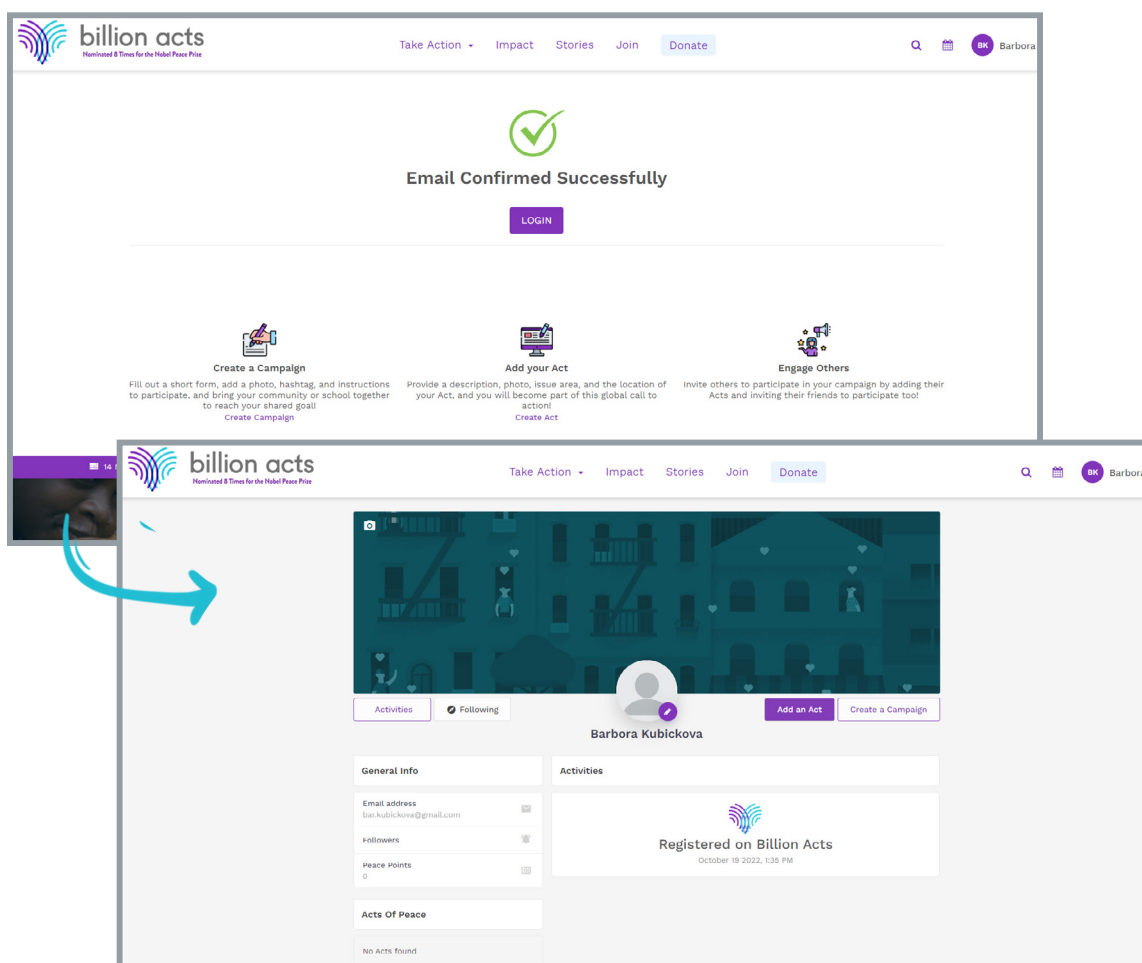 billion acts
Nominated 8 Times for the Nobel Peace Prize
Take Action Impact Stories Join Donate
BK Barbora
Email Confirmed Successfully
LOGIN
Create a Campaign
Fill out a short form, add a photo, hashtag, and instructions
to participate, and bring your community or school together
to reach your shared goal!
Create Campaign
Add your Act
Provide a description, photo, issue area, and the location of
your Act, and you will become part of this global call to
action!
Create Act
Engage Others
Invite others to participate in your campaign by adding their
Acts and inviting their friends to participate too!
14
billion acts
Nominated 8 Times for the Nobel Peace Prize
Take Action Impact Stories Join Donate
BK Barbora
Activities Following
Add an Act Create a Campaign
Barbora Kubickova
General Info
Email address
bar.kubickova@gmail.com
Followers
Peace Points
0
Acts Of Peace
No Acts found
Activities
Registered on Billion Acts
October 19 2022, 1:35 PM